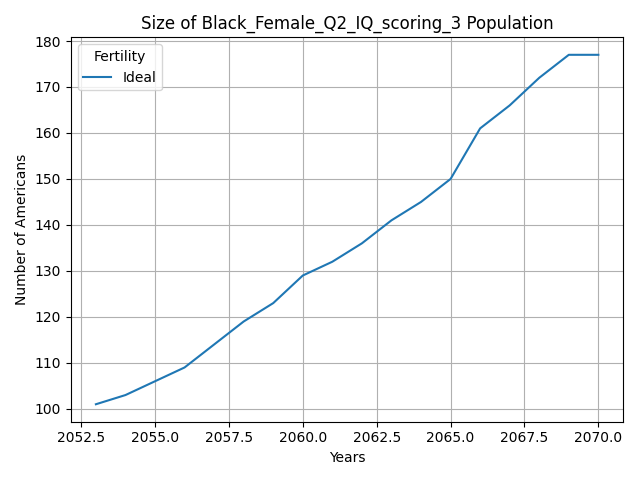 Size of Black_Female_Q2_IQ_scoring_3 Population
Fertility
Ideal
Number of Americans
180
170
160
150
140
130
120
110
100
2052.5 2055.0 2057.5 2060.0 2062.5 2065.0 2067.5 2070.0
Years